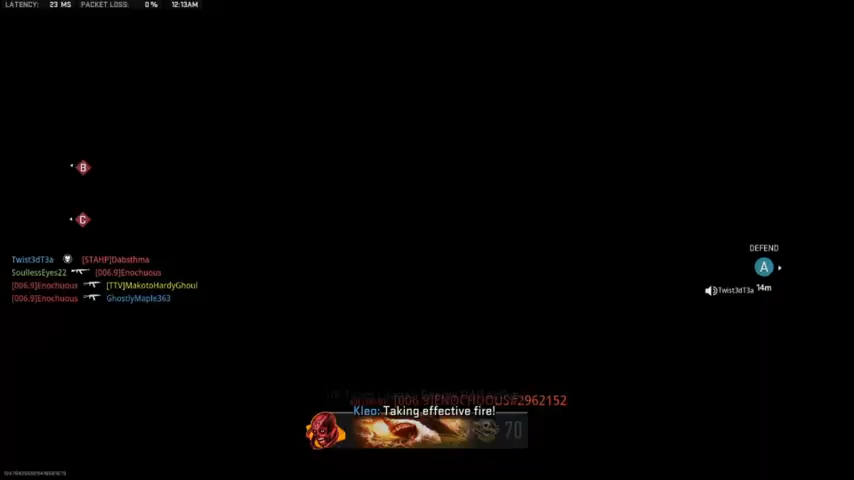 LATENCY: 23 MS PACKET LOSS: 0 % 12:13AM
B
C
Twist3dT3a [STAHP]Dabsthma
SoullessEyes22 [006.9]Enochuous
[006.9]Enochuous [TTV]MakotoHardyGhoul
[006.9]Enochuous GhostlyMaple363
DEFEND
A
Twist3dT3a 14m
[006.9]ENOCHUOUS#2962152
Kleo: Taking effective fire!
70